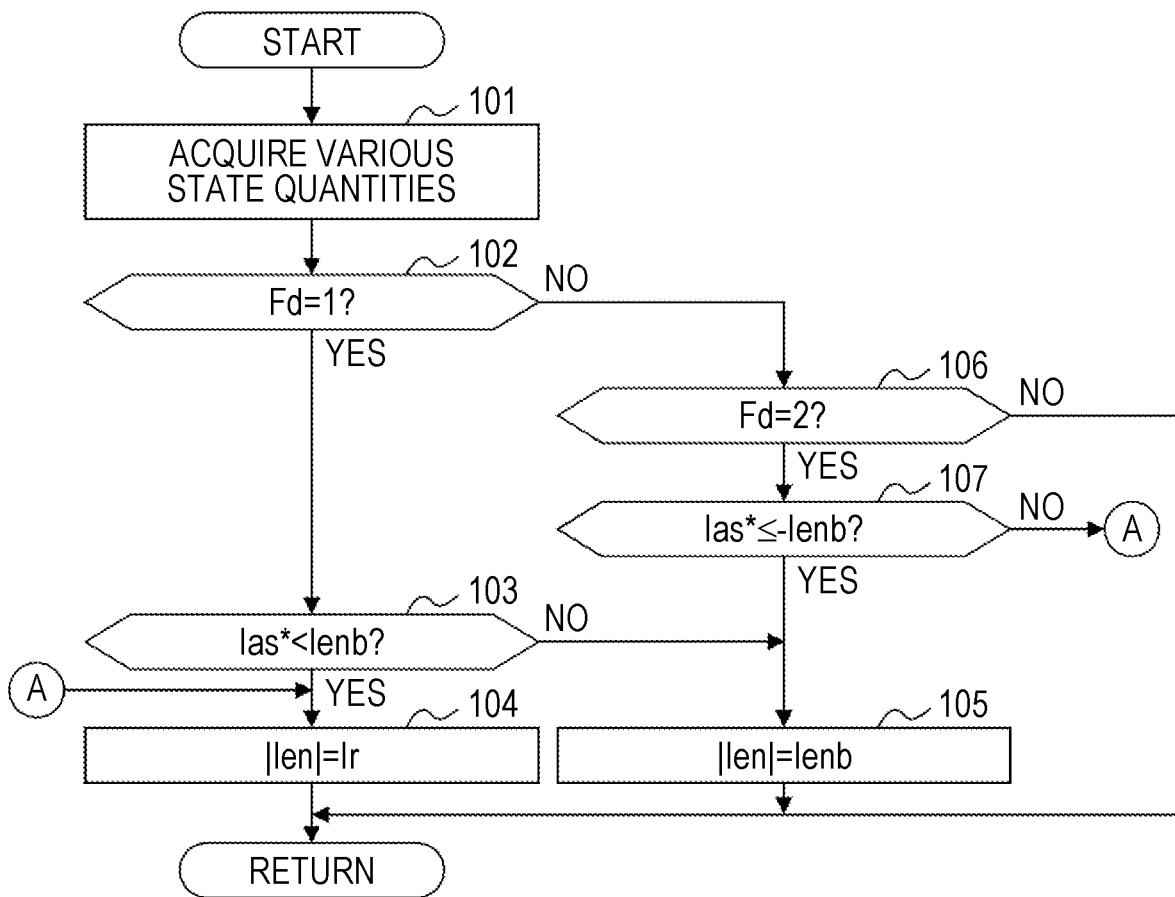 START
101
ACQUIRE VARIOUS
STATE QUANTITIES
102
Fd=1?
NO
YES
106
Fd=2?
NO
YES
107
Ias*≤-Ienb?
NO
A
YES
103
Ias*<Ienb?
NO
A
YES
104
|Ien|=Ir
105
|Ien|=Ienb
RETURN